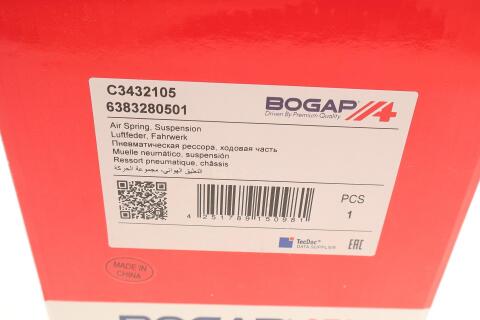 C3432105
6383280501
BOGAP
Driven By Premium-Quality
Air Spring, Suspension
Luftfeder, Fahrwerk
Пневматическая рессора, ходовая часть
Muelle neumático, suspensión
Ressort pneumatique, châssis
التعليق الهوائي، مجموعة الحركة
4 251789 150981
PCS
1
TecDoc
DATA SUPPLIER
EAC
MADE IN
CHINA